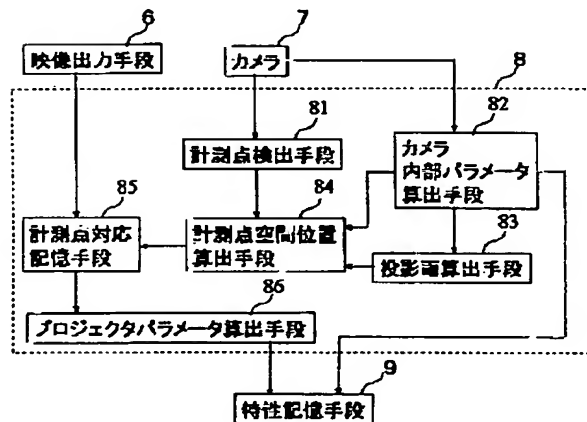 6
映像出力手段
7
カメラ
8
81
計測点検出手段
82
カメラ
内部パラメータ
算出手段
85
計測点対応
記憶手段
84
計測点空間位置
算出手段
83
投影面算出手段
86
プロジェクタパラメータ算出手段
9
特性記憶手段